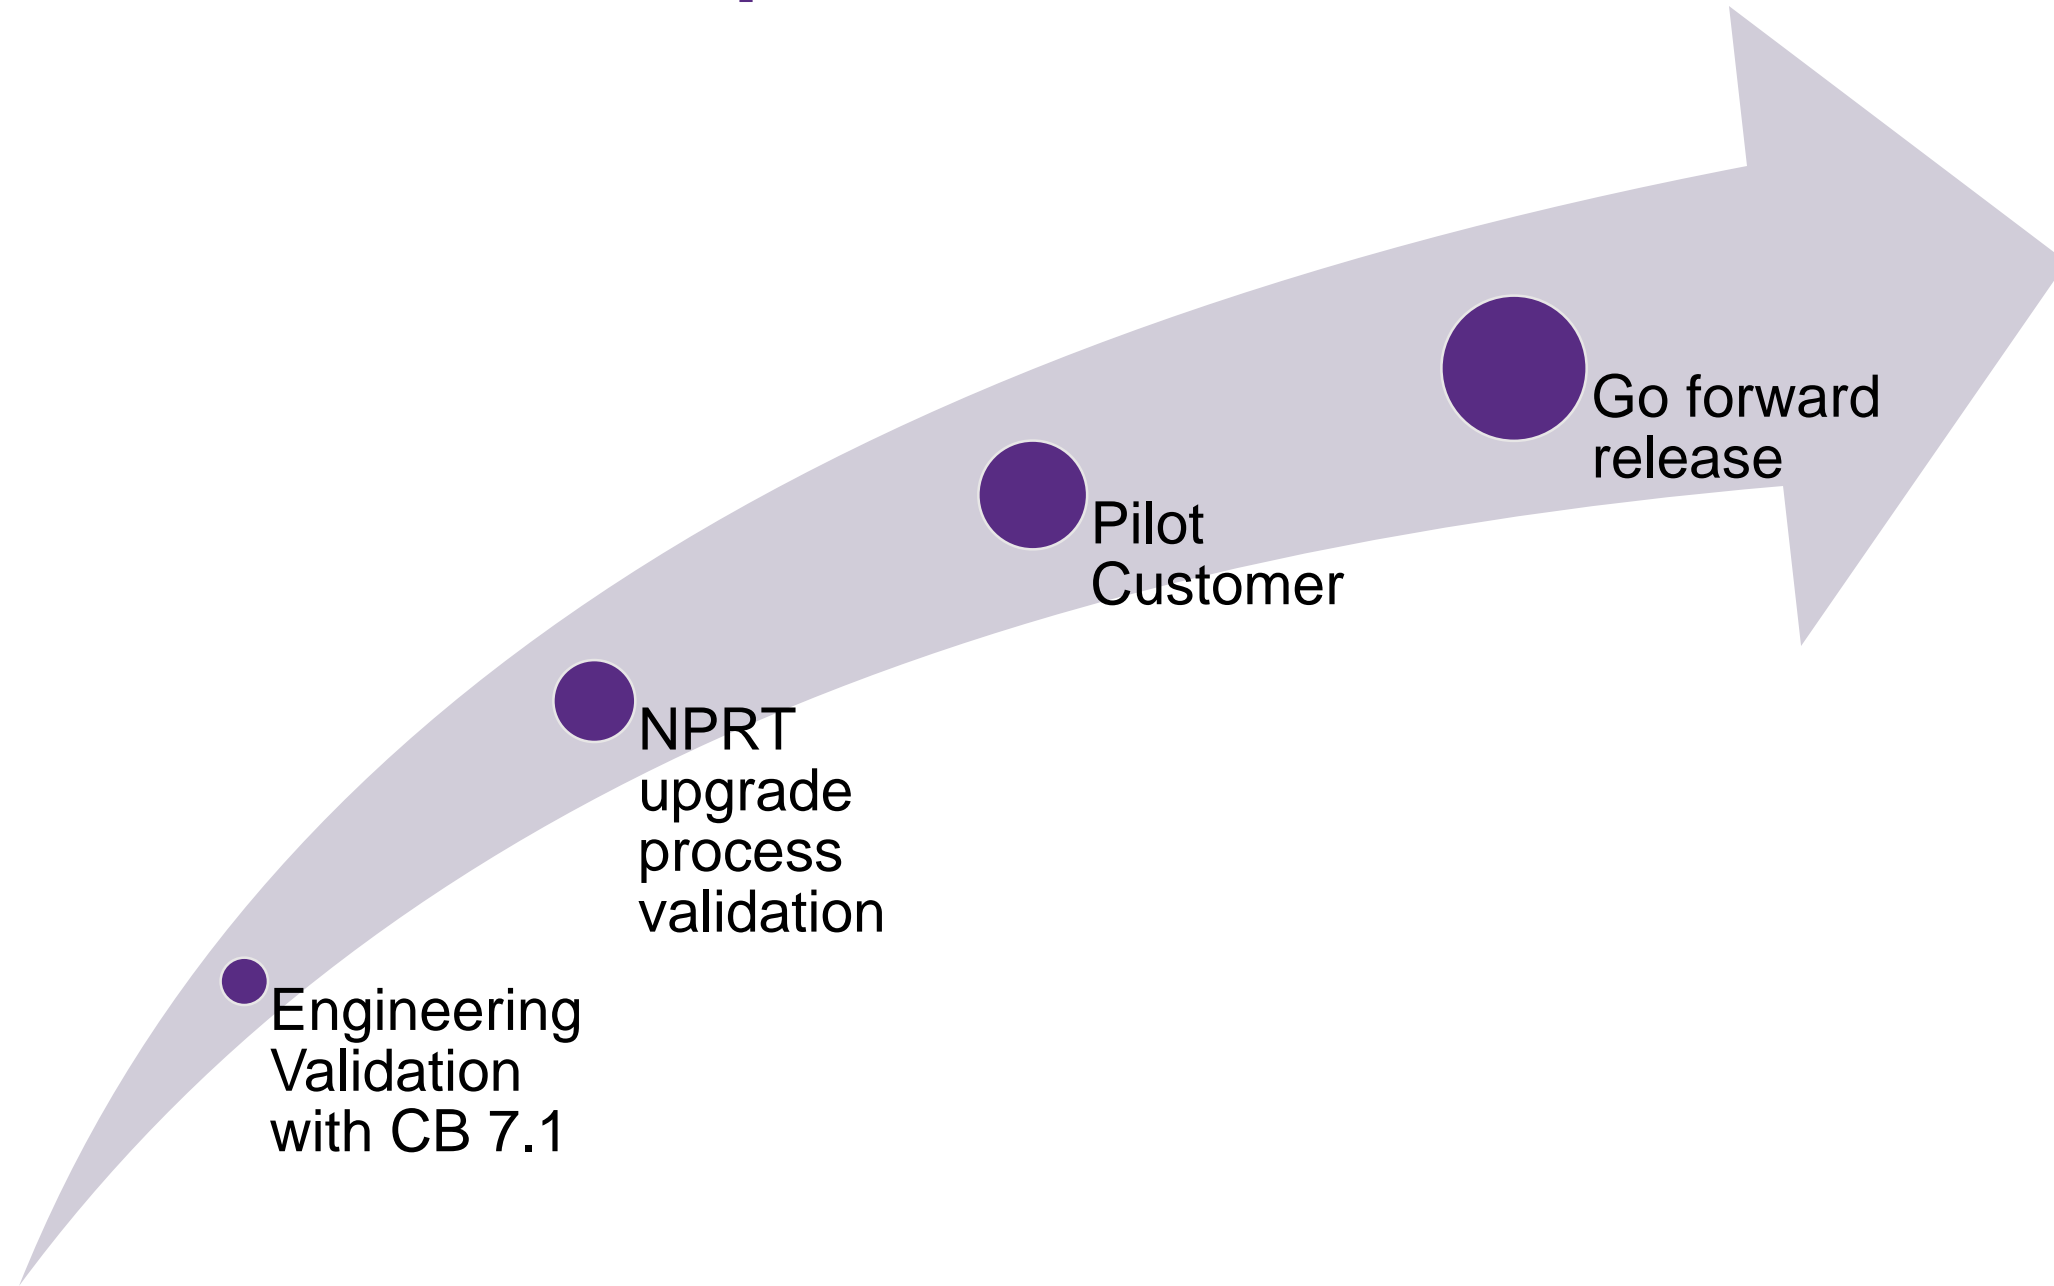 Engineering
Validation
with CB 7.1
NPRT
upgrade
process
validation
Pilot
Customer
Go forward
release